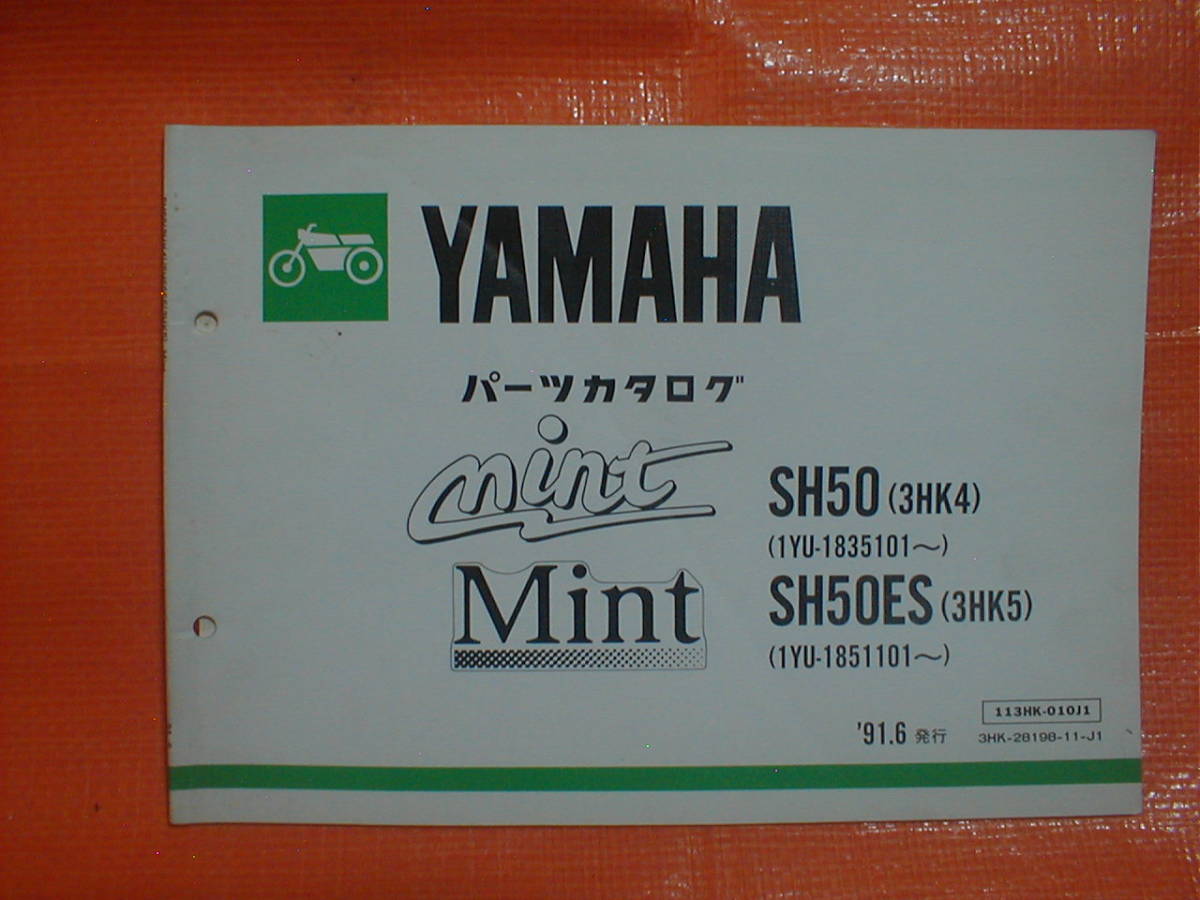 YAMAHA
パーツカタログ
mint
SH50 (3HK4)
(1YU-1835101～)
Mint
SH50ES (3HK5)
(1YU-1851101～)
113HK-010J1
'91.6 発行
3HK-28198-11-J1